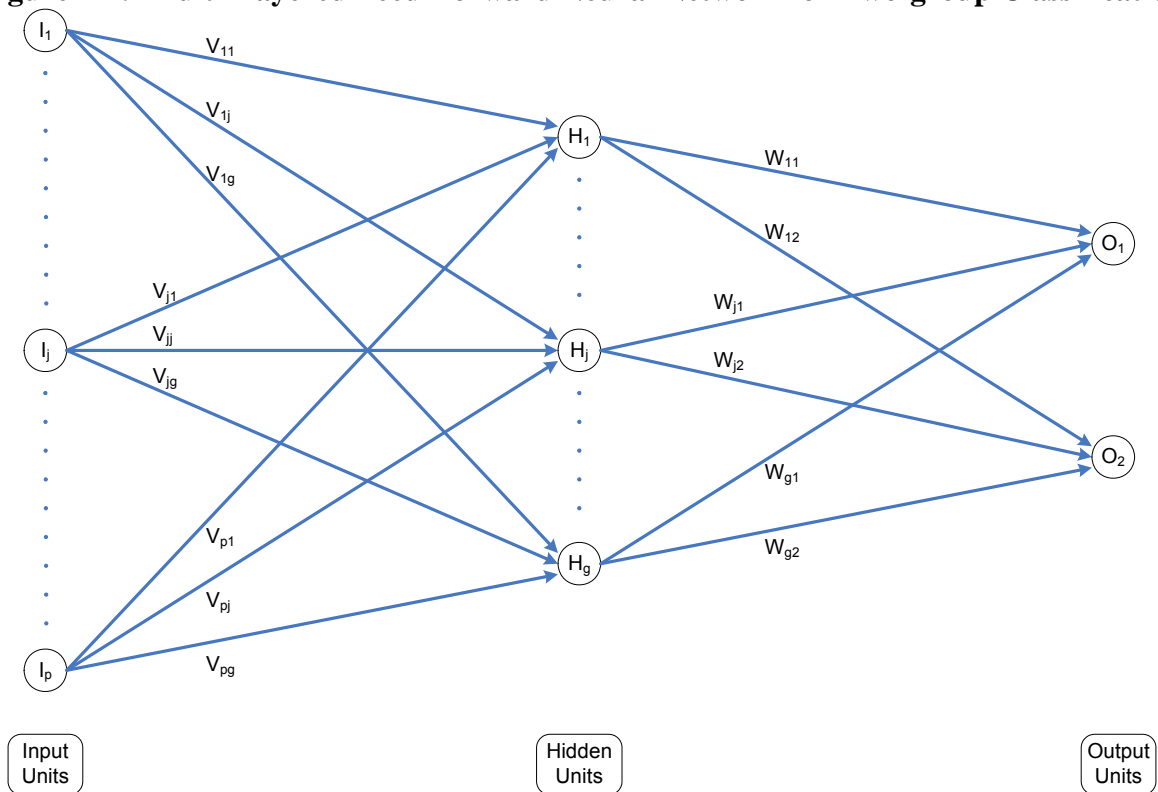 I1
V11
V1j
V1g
H1
W11
W12
O1
Vj1
Ij
Vjj
Vjg
Hj
Wj1
Wj2
O2
Wg1
Vp1
Hg
Wg2
Vpj
Ip
Vpg
Input
Units
Hidden
Units
Output
Units